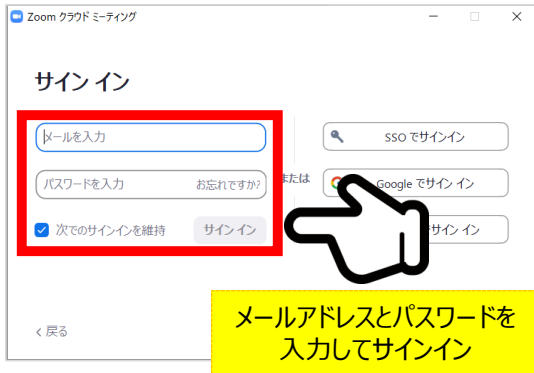 Zoom クラウド ミーティング
サイン イン
メールを入力
パスワードを入力 お忘れですか?
次でのサインインを維持 サイン イン
または
SSO でサインイン
Google でサイン イン
でサイン イン
メールアドレスとパスワードを
入力してサインイン
< 戻る